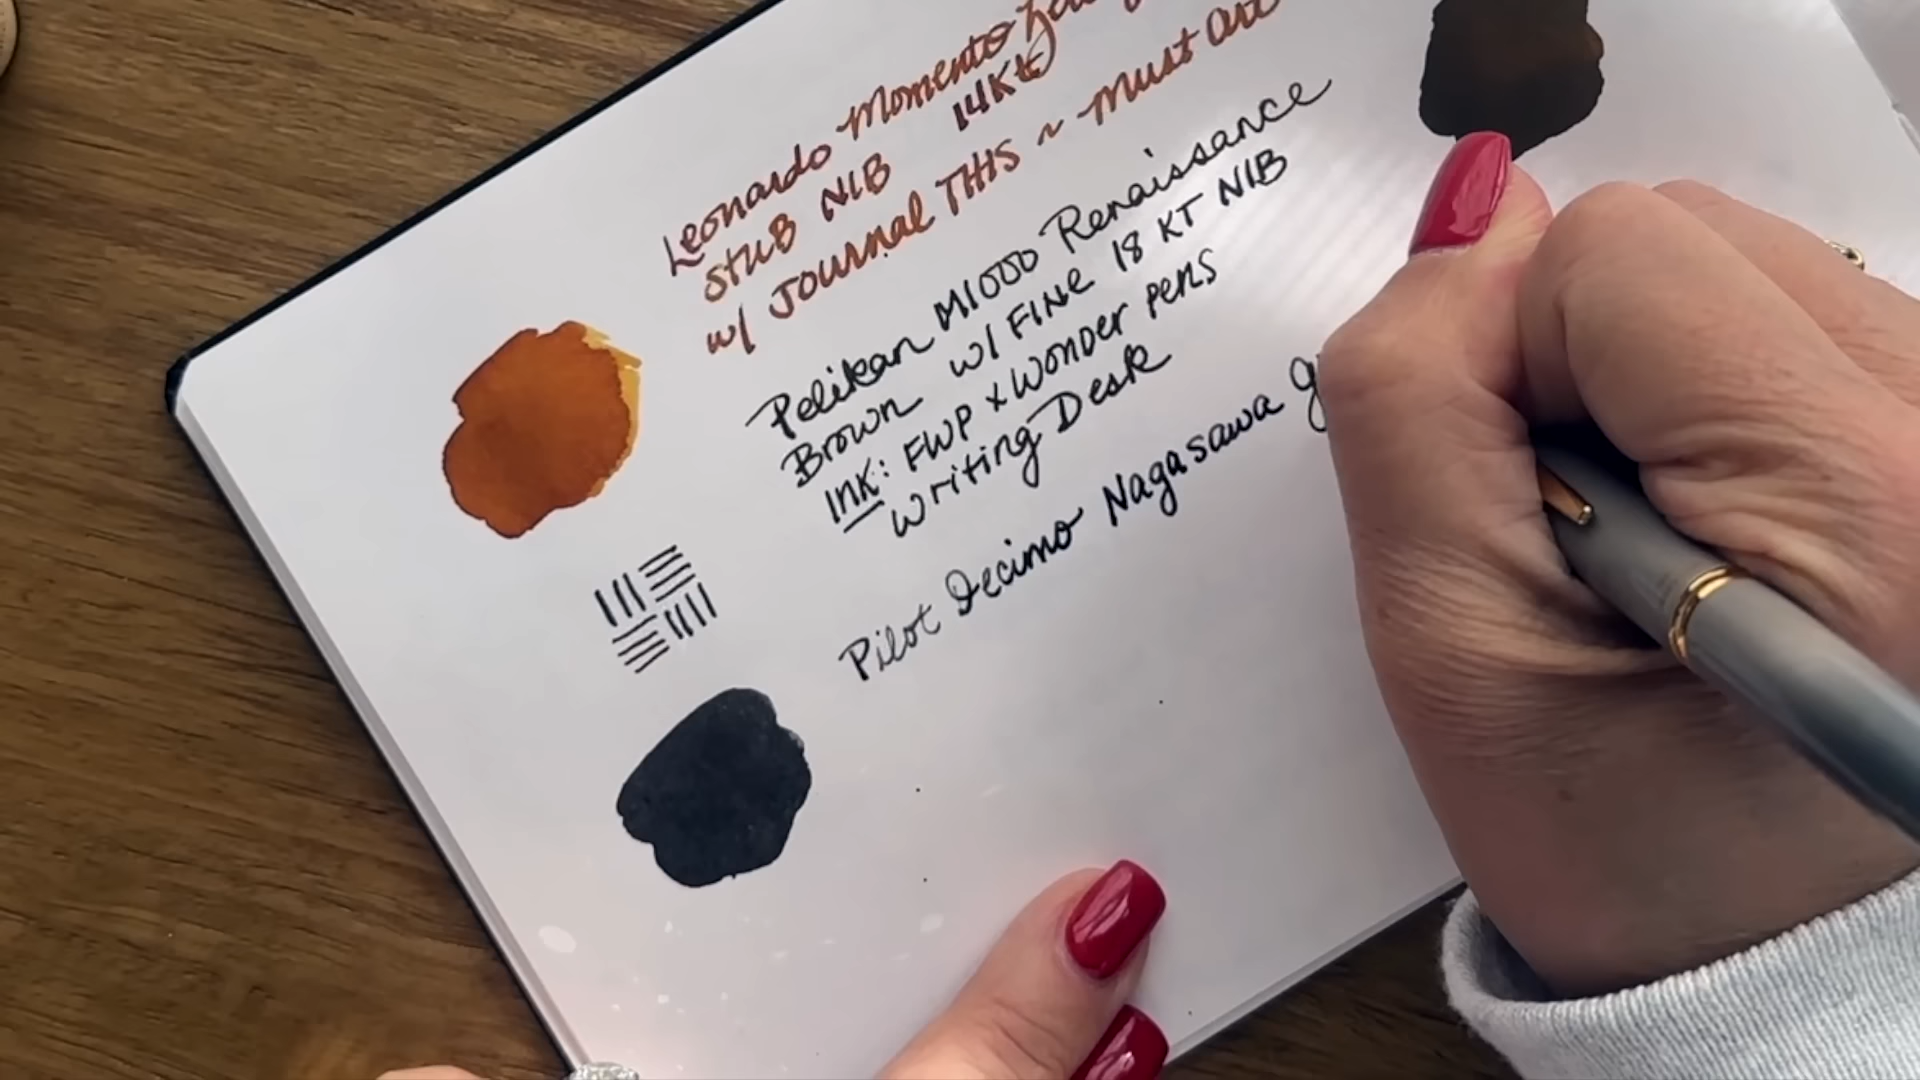 Leonardo Momento
STUB NIB 14Kt
w/ JOURNAL THIS ~ MUST Art
Pelikan M1000 Renaissance
Brown w/ FINE 18 KT NIB
INK: FWP x WONDER PENS
Writing Desk
Pilot Decimo Nagasawa